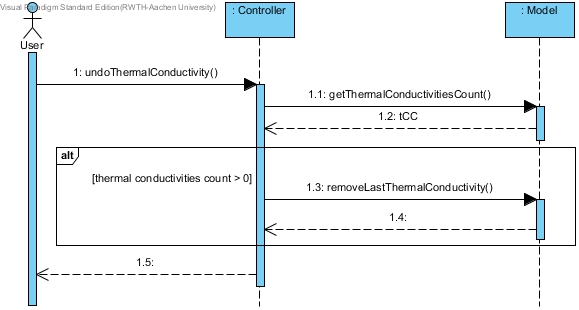 Visual Paradigm Standard Edition(RWTH-Aachen University)
: Controller
: Model
User
1: undoThermalConductivity()
1.1: getThermalConductivitiesCount()
1.2: tCC
alt
[thermal conductivities count > 0]
1.3: removeLastThermalConductivity()
1.4:
1.5: